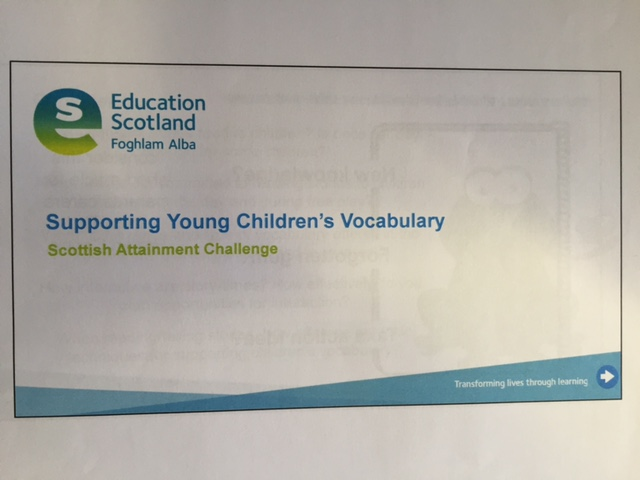 Education
Scotland
Foghlam Alba
Supporting Young Children's Vocabulary
Scottish Attainment Challenge
Transforming lives through learning